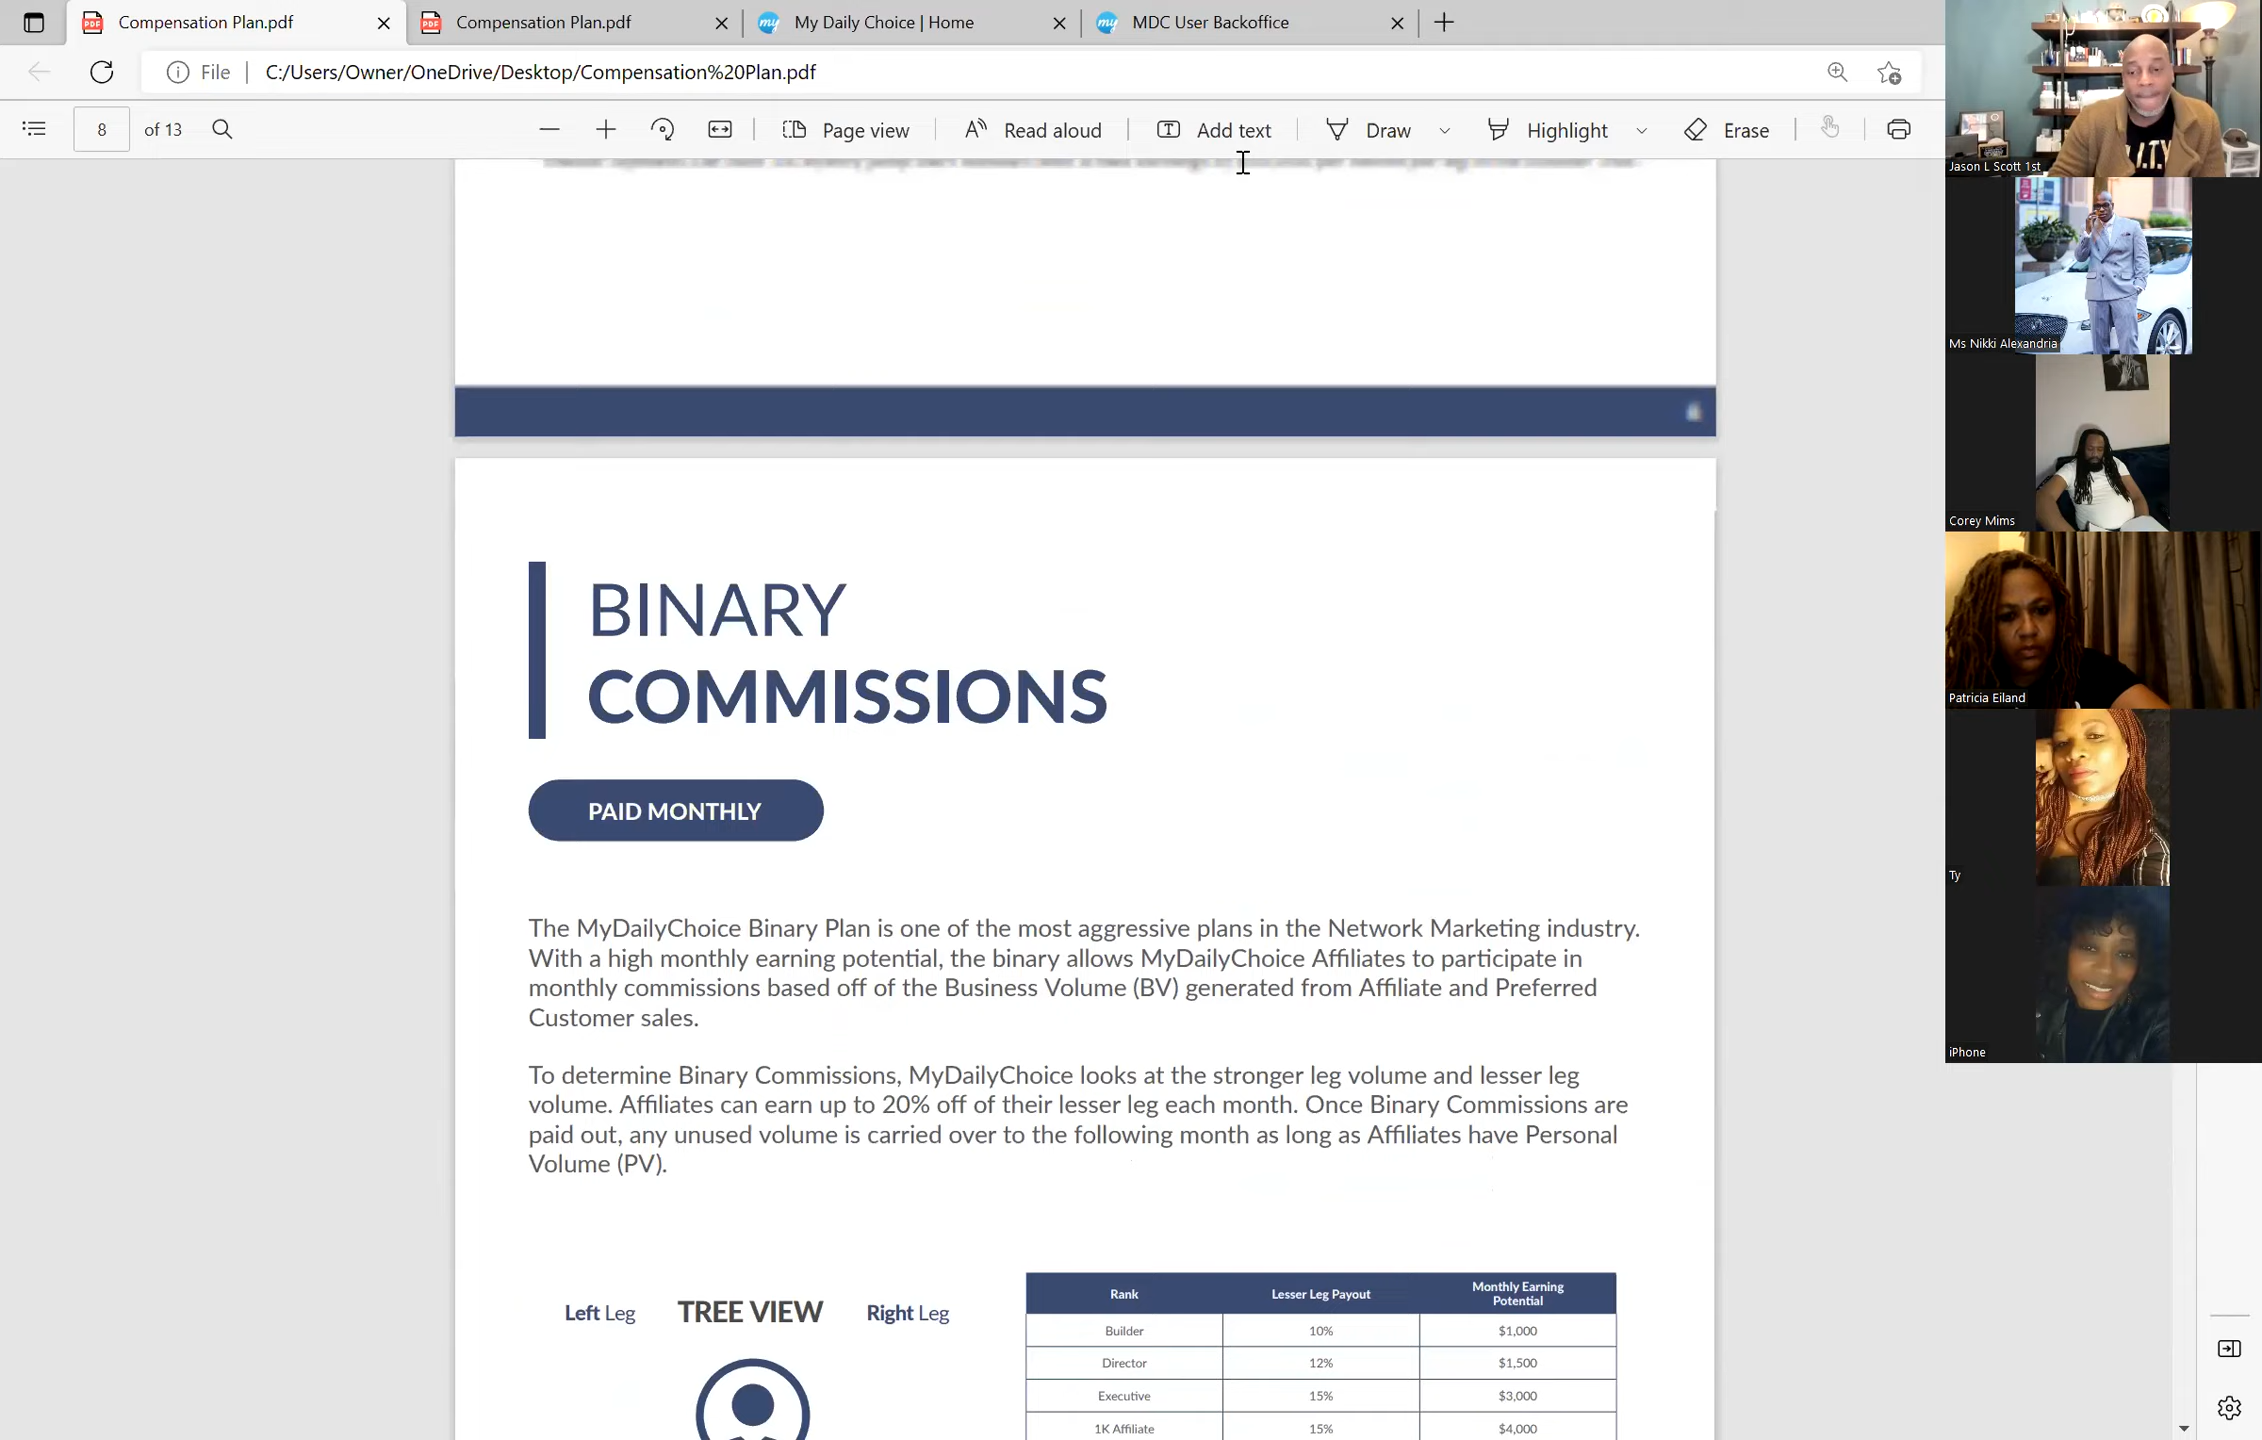 Compensation Plan.pdf
Compensation Plan.pdf
my
My Daily Choice | Home
my
MDC User Backoffice
File
C:/Users/Owner/OneDrive/Desktop/Compensation%20Plan.pdf
8
of 13
Page view
Read aloud
Add text
Draw
Highlight
Erase
BINARY
COMMISSIONS
PAID MONTHLY
The MyDailyChoice Binary Plan is one of the most aggressive plans in the Network Marketing industry.
With a high monthly earning potential, the binary allows MyDailyChoice Affiliates to participate in
monthly commissions based off of the Business Volume (BV) generated from Affiliate and Preferred
Customer sales.
To determine Binary Commissions, MyDailyChoice looks at the stronger leg volume and lesser leg
volume. Affiliates can earn up to 20% off of their lesser leg each month. Once Binary Commissions are
paid out, any unused volume is carried over to the following month as long as Affiliates have Personal
Volume (PV).
Left Leg
TREE VIEW
Right Leg
Rank
Lesser Leg Payout
Monthly Earning
Potential
Builder
10%
$1,000
Director
12%
$1,500
Executive
15%
$3,000
1K Affiliate
15%
$4,000
Jason L Scott 1st
Ms Nikki Alexandria
Corey Mims
Patricia Eiland
Ty
iPhone